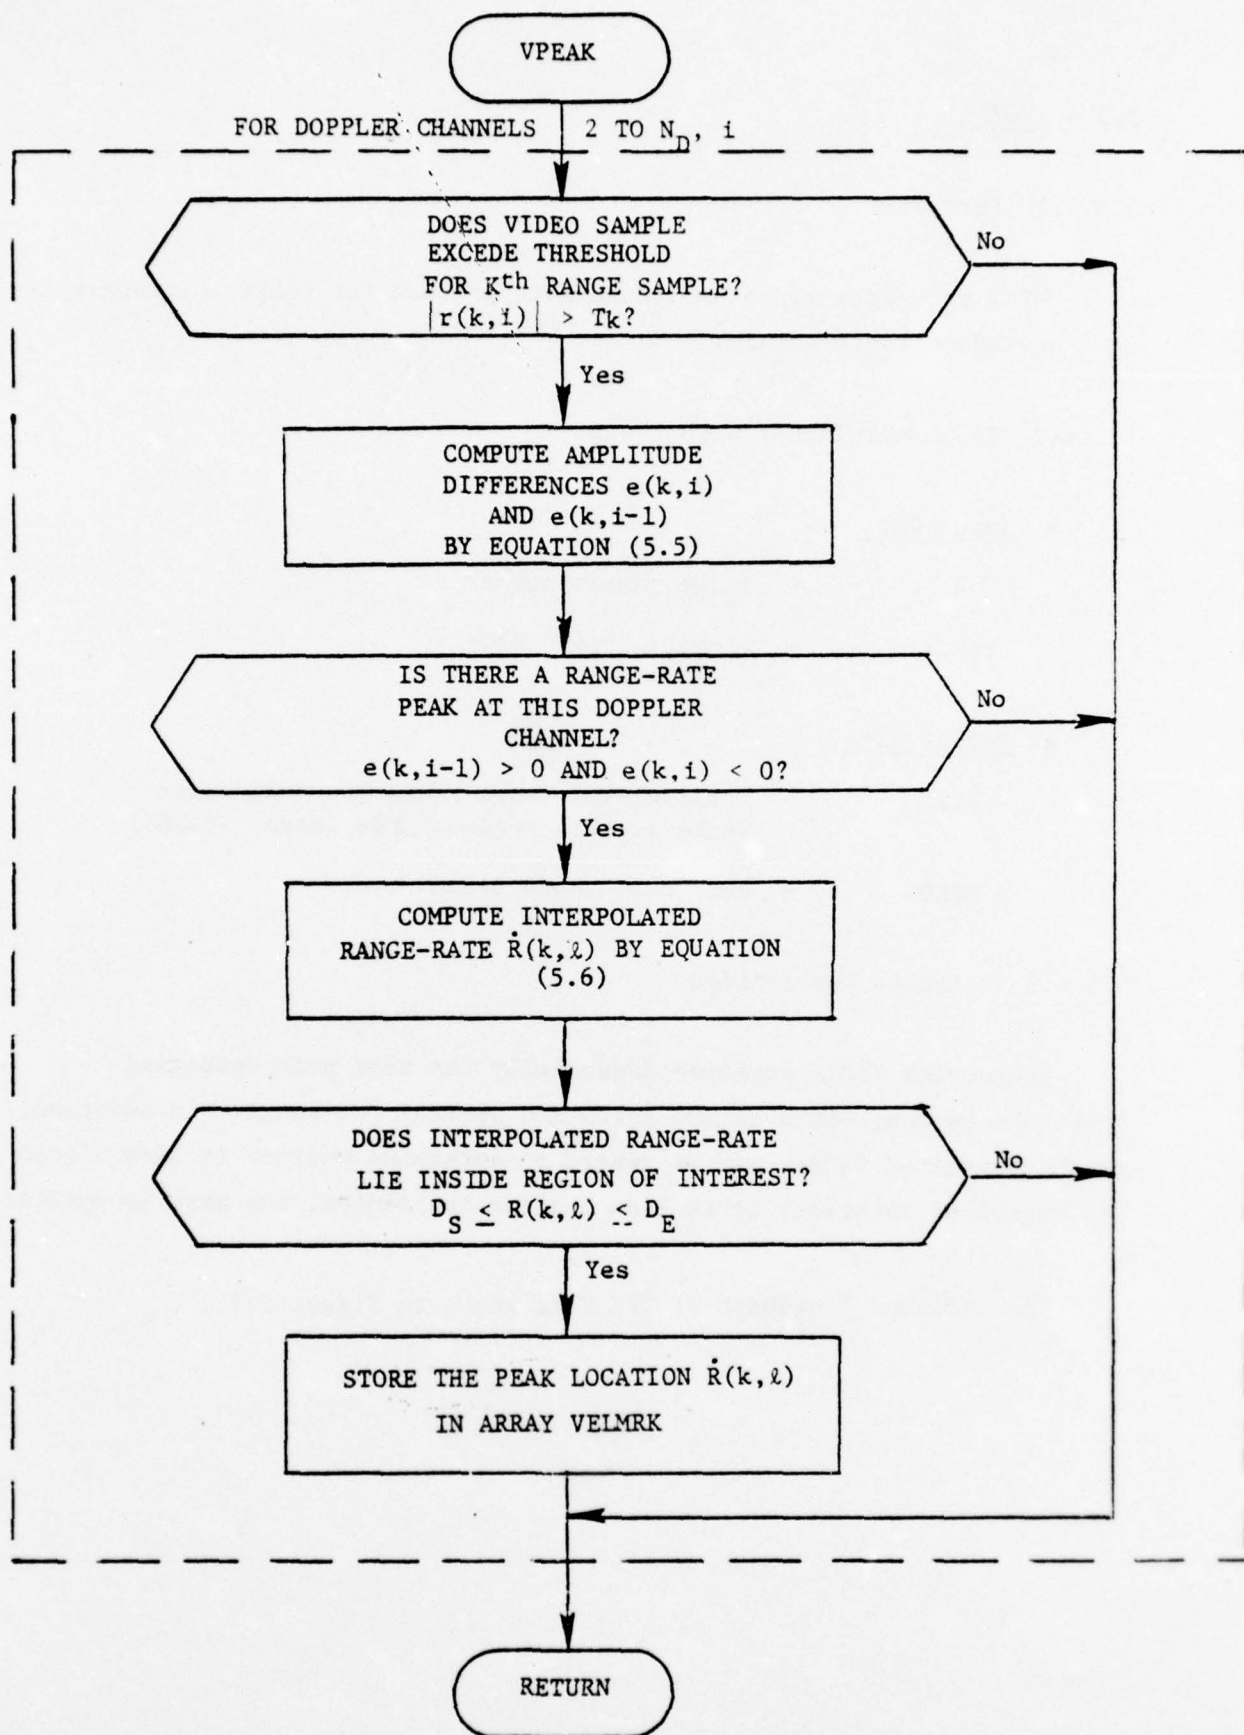 VPEAK
FOR DOPPLER CHANNELS 2 TO N_D, i
DOES VIDEO SAMPLE
EXCEDE THRESHOLD
FOR Kth RANGE SAMPLE?
|r(k,i)| > Tk?
No
Yes
COMPUTE AMPLITUDE
DIFFERENCES e(k,i)
AND e(k,i-1)
BY EQUATION (5.5)
IS THERE A RANGE-RATE
PEAK AT THIS DOPPLER
CHANNEL?
e(k,i-1) > 0 AND e(k,i) < 0?
No
Yes
COMPUTE INTERPOLATED
RANGE-RATE Ṙ(k,ℓ) BY EQUATION
(5.6)
DOES INTERPOLATED RANGE-RATE
LIE INSIDE REGION OF INTEREST?
D_S ≤ R(k,ℓ) ≤ D_E
No
Yes
STORE THE PEAK LOCATION Ṙ(k,ℓ)
IN ARRAY VELMRK
RETURN